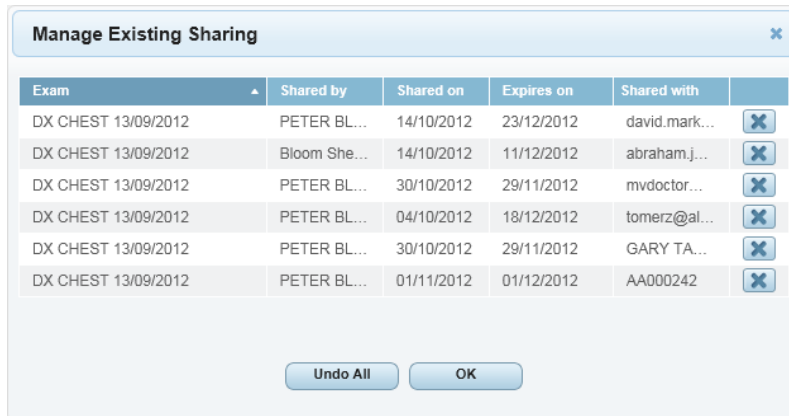 Manage Existing Sharing
Exam Shared by Shared on Expires on Shared with
DX CHEST 13/09/2012 PETER BL... 14/10/2012 23/12/2012 david.mark...
DX CHEST 13/09/2012 Bloom She... 14/10/2012 11/12/2012 abraham.j...
DX CHEST 13/09/2012 PETER BL... 30/10/2012 29/11/2012 mvdoctor...
DX CHEST 13/09/2012 PETER BL... 04/10/2012 18/12/2012 tomerz@al...
DX CHEST 13/09/2012 PETER BL... 30/10/2012 29/11/2012 GARY TA...
DX CHEST 13/09/2012 PETER BL... 01/11/2012 01/12/2012 AA000242
Undo All OK